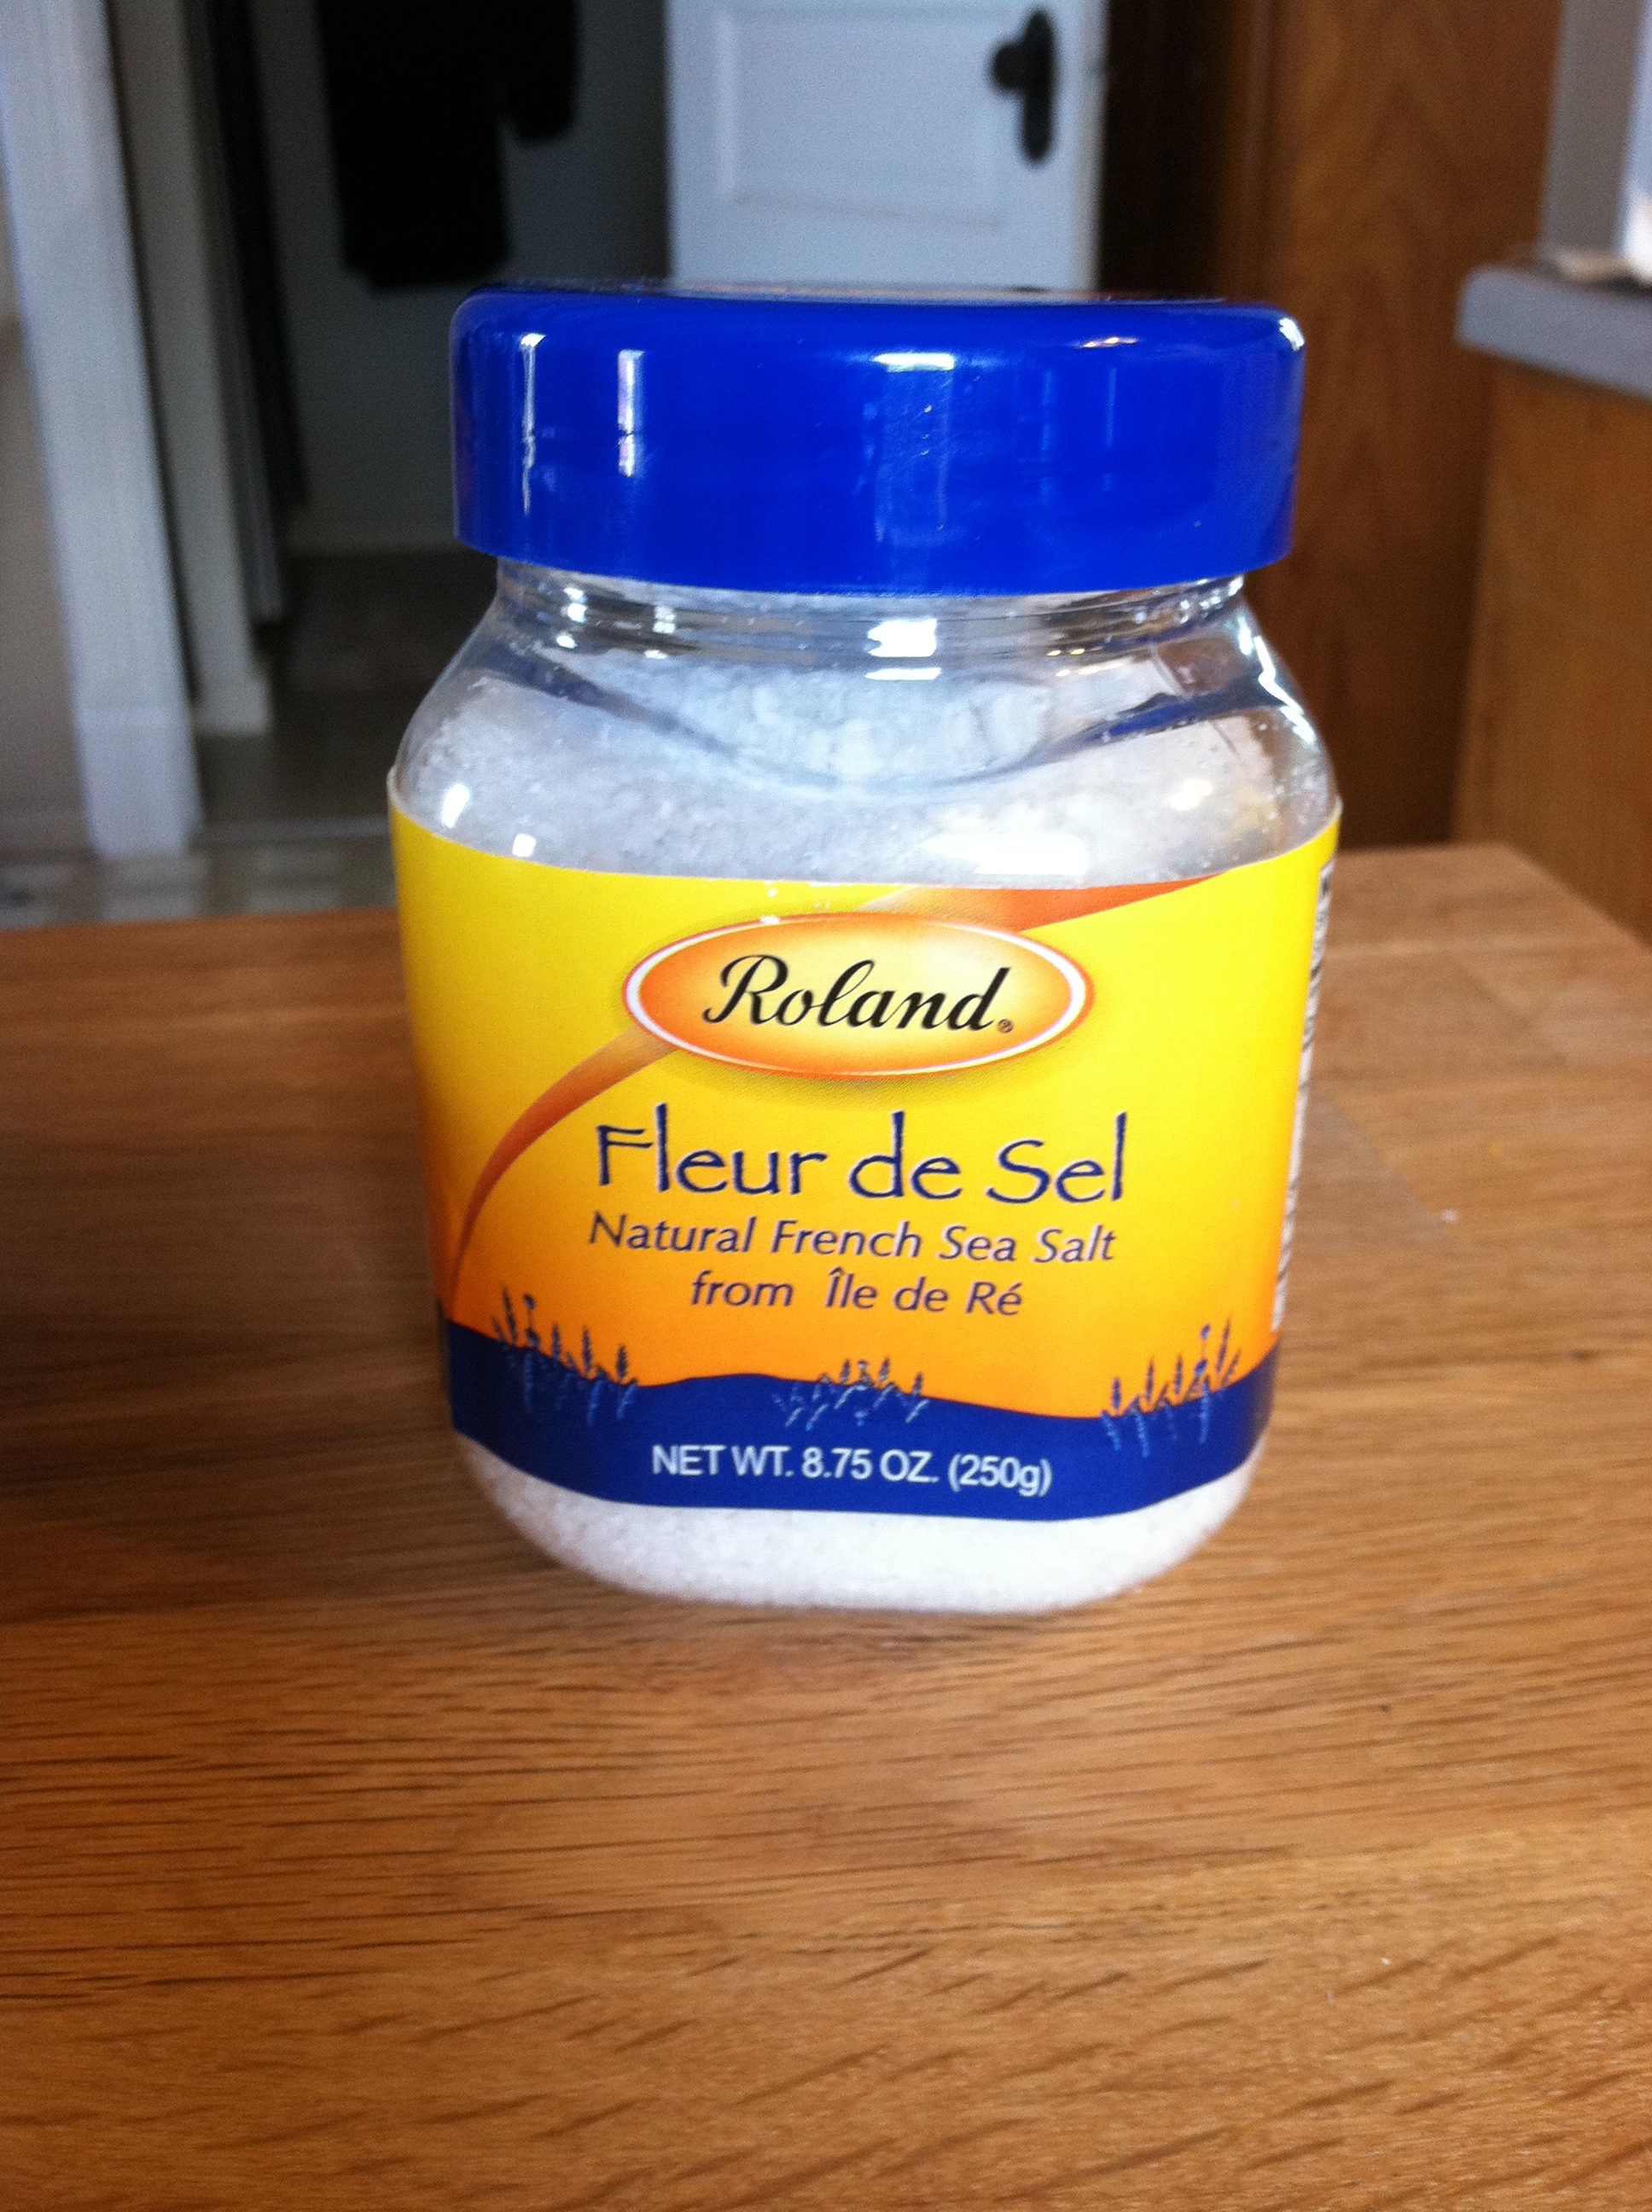 Roland®
Fleur de Sel
Natural French Sea Salt
from Île de Ré
NET WT. 8.75 OZ. (250g)